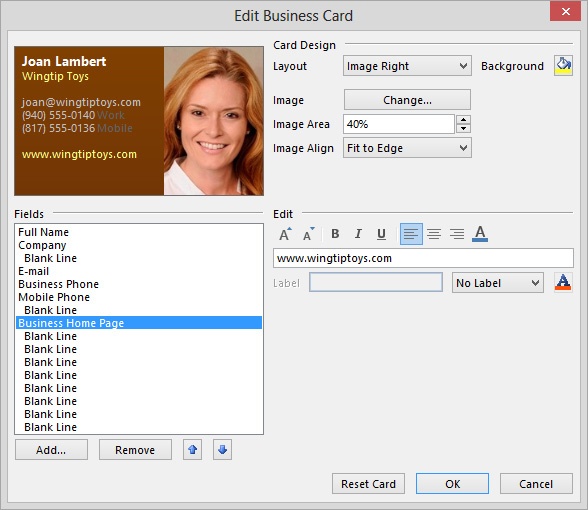 Edit Business Card
Joan Lambert
Wingtip Toys
joan@wingtiptoys.com
(940) 555-0140 Work
(817) 555-0136 Mobile
www.wingtiptoys.com
Card Design
Layout Image Right Background
Image Change...
Image Area 40%
Image Align Fit to Edge
Fields
Full Name
Company
Blank Line
E-mail
Business Phone
Mobile Phone
Blank Line
Business Home Page
Blank Line
Blank Line
Blank Line
Blank Line
Blank Line
Blank Line
Blank Line
Blank Line
Add... Remove
Edit
A A B I U A
www.wingtiptoys.com
Label No Label A
Reset Card OK Cancel